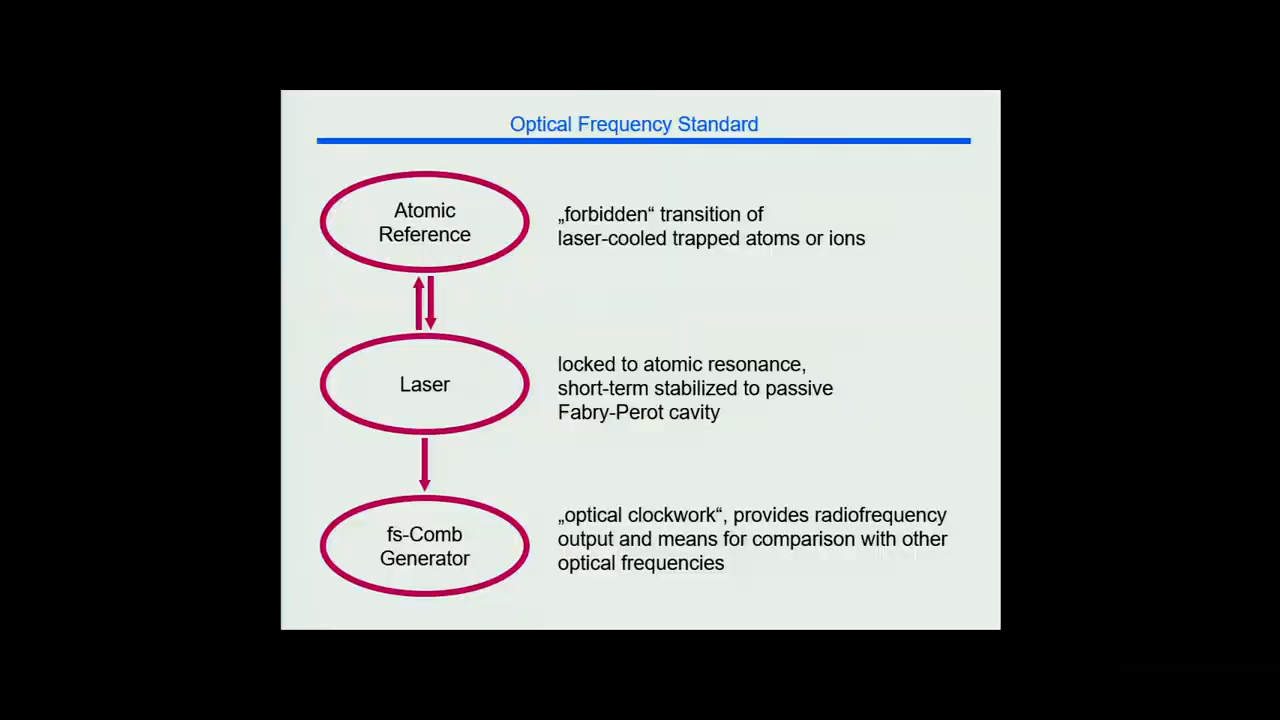 Optical Frequency Standard
Atomic
Reference
„forbidden“ transition of
laser-cooled trapped atoms or ions
Laser
locked to atomic resonance,
short-term stabilized to passive
Fabry-Perot cavity
fs-Comb
Generator
„optical clockwork“, provides radiofrequency
output and means for comparison with other
optical frequencies